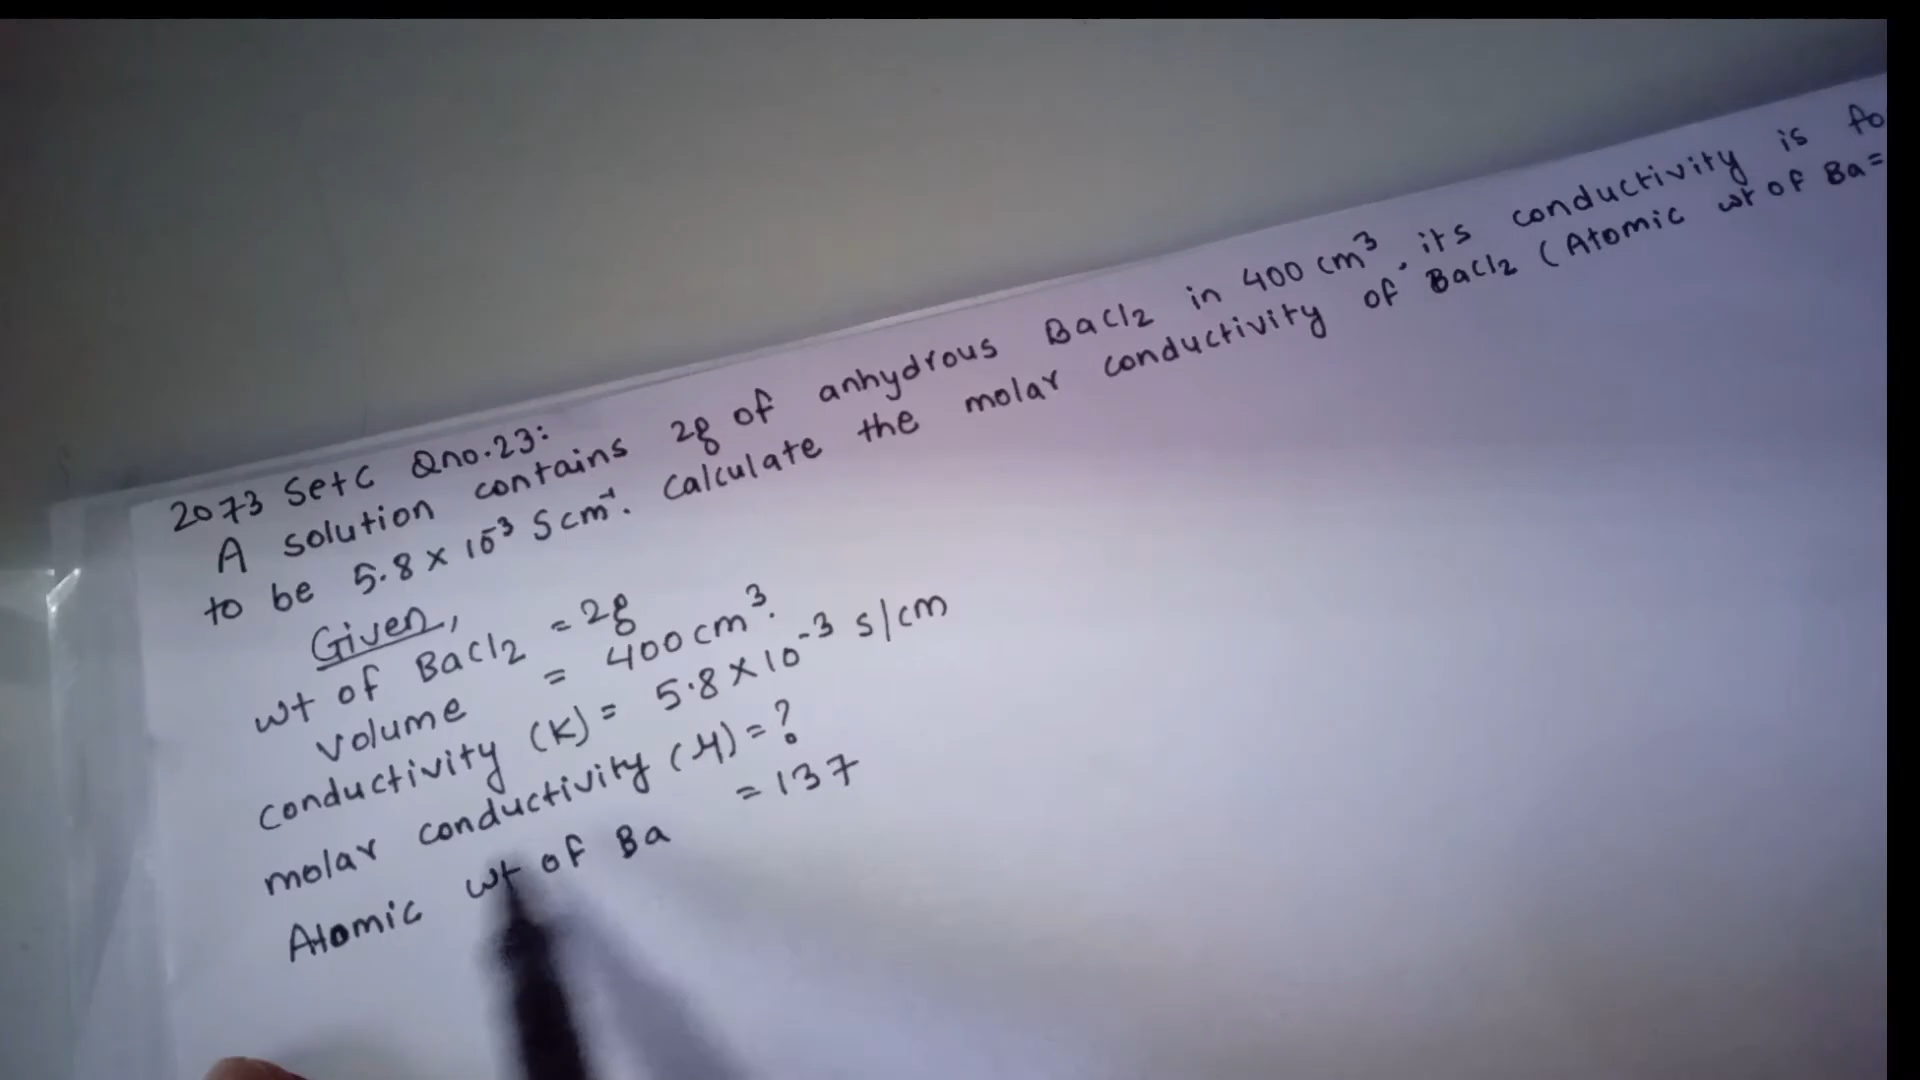 2073 Set C Qno.23:
A solution contains 2g of anhydrous BaCl2 in 400 cm³. its conductivity is fo
to be 5.8 × 10⁻³ S cm⁻¹. Calculate the molar conductivity of BaCl2 (Atomic wt of Ba=
Given,
wt of BaCl2 = 2g
volume = 400 cm³.
conductivity (K) = 5.8 × 10⁻³ s/cm
molar conductivity (М) = ?
Atomic wt of Ba = 137